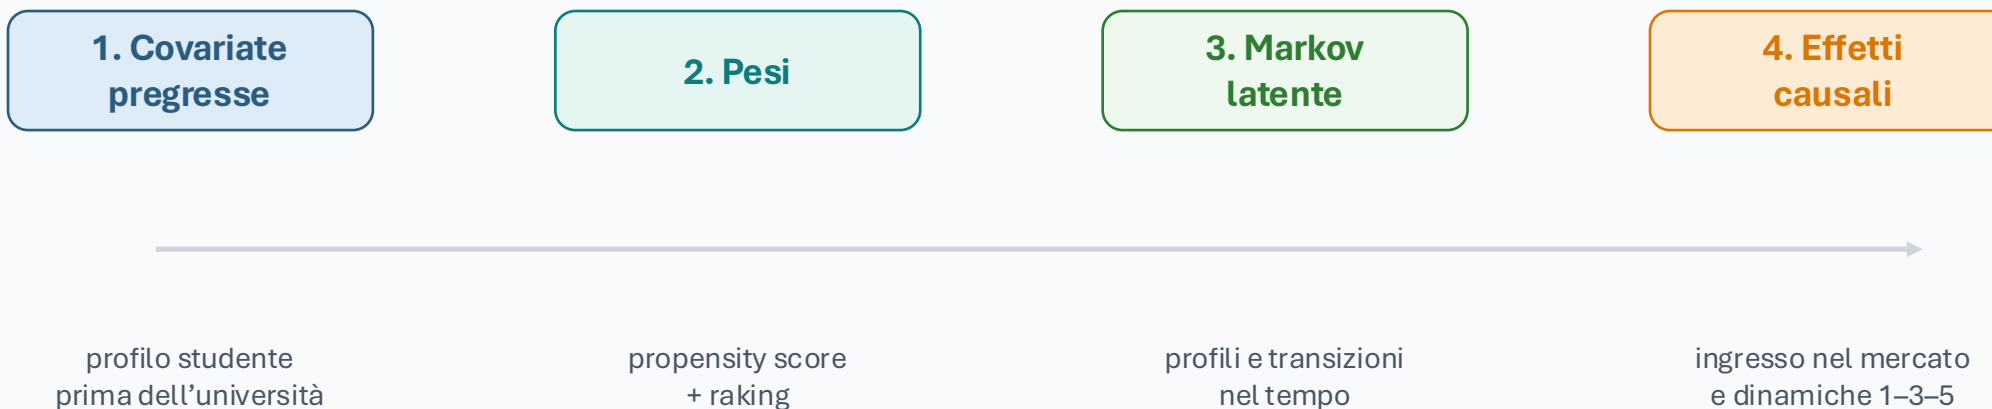 1. Covariate
pregresse
2. Pesi
3. Markov
latente
4. Effetti
causali
profilo studente
prima dell’università
propensity score
+ raking
profili e transizioni
nel tempo
ingresso nel mercato
e dinamiche 1–3–5